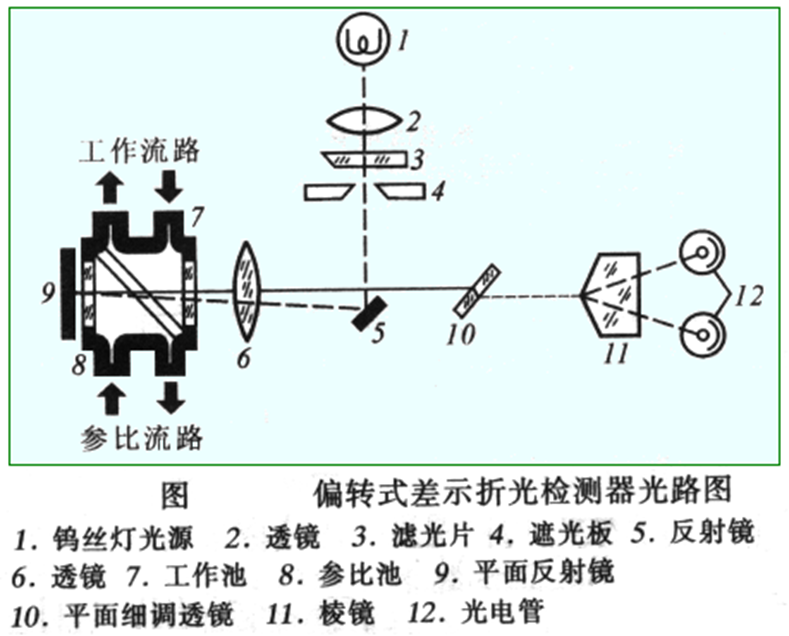 1
2
3
4
工作流路
7
9
8
6
5
10
11
12
参比流路
图 偏转式差示折光检测器光路图
1. 钨丝灯光源 2. 透镜 3. 滤光片 4. 遮光板 5. 反射镜
6. 透镜 7. 工作池 8. 参比池 9. 平面反射镜
10. 平面细调透镜 11. 棱镜 12. 光电管